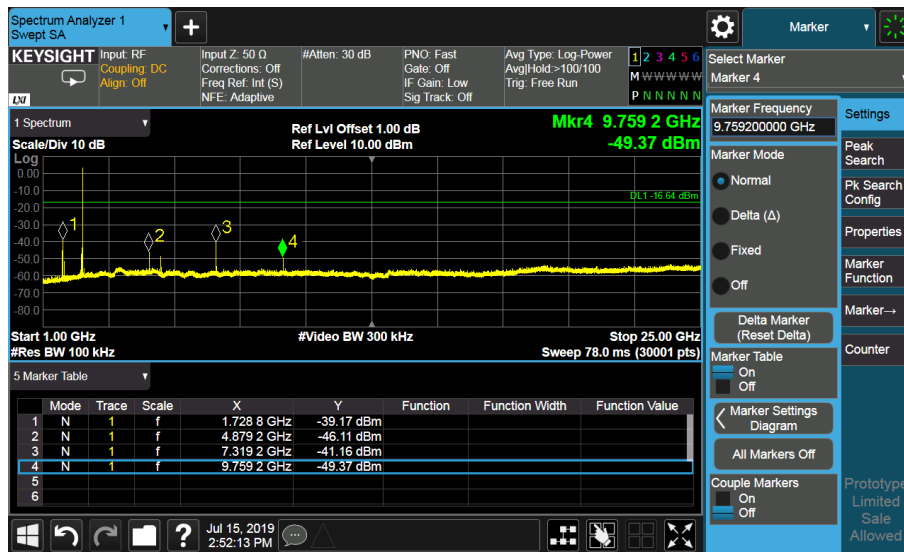 Spectrum Analyzer 1
Swept SA
+
Marker
KEYSIGHT
LXI
Input: RF
Coupling: DC
Align: Off
Input Z: 50 Ω
Corrections: Off
Freq Ref: Int (S)
NFE: Adaptive
#Atten: 30 dB
PNO: Fast
Gate: Off
IF Gain: Low
Sig Track: Off
Avg Type: Log-Power
Avg|Hold:>100/100
Trig: Free Run
1 2 3 4 5 6
M W W W W W
P N N N N N
Select Marker
Marker 4
1 Spectrum
Scale/Div 10 dB
Ref Lvl Offset 1.00 dB
Ref Level 10.00 dBm
Mkr4 9.759 2 GHz
-49.37 dBm
Log
0.00
-10.0
-20.0
-30.0
-40.0
-50.0
-60.0
-70.0
-80.0
DL1 -16.64 dBm
1
2
3
4
Start 1.00 GHz
#Res BW 100 kHz
#Video BW 300 kHz
Stop 25.00 GHz
Sweep 78.0 ms (30001 pts)
5 Marker Table
Mode Trace Scale X Y Function Function Width Function Value
1 N 1 f 1.728 8 GHz -39.17 dBm
2 N 1 f 4.879 2 GHz -46.11 dBm
3 N 1 f 7.319 2 GHz -41.16 dBm
4 N 1 f 9.759 2 GHz -49.37 dBm
5
6
Marker Frequency
9.759200000 GHz
Marker Mode
Normal
Delta (Δ)
Fixed
Off
Delta Marker
(Reset Delta)
Marker Table
On
Off
Marker Settings
Diagram
All Markers Off
Couple Markers
On
Off
Settings
Peak
Search
Pk Search
Config
Properties
Marker
Function
Marker→
Counter
Prototype
Limited
Sale
Allowed
?
Jul 15, 2019
2:52:13 PM